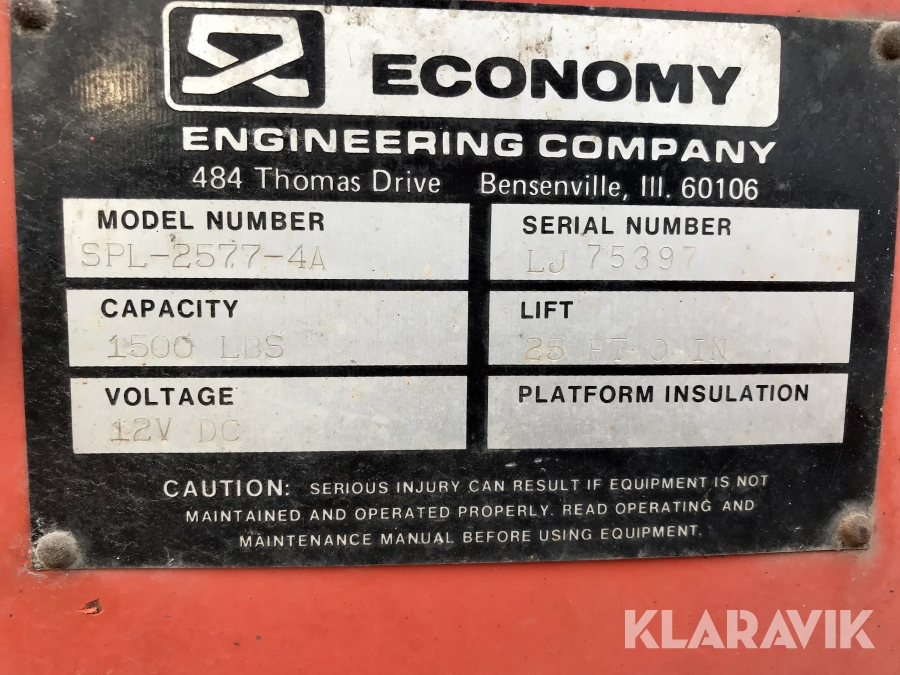 ECONOMY
ENGINEERING COMPANY
484 Thomas Drive Bensenville, Ill. 60106
MODEL NUMBER
SPL-2577-4A
SERIAL NUMBER
LJ 75397
CAPACITY
1500 LBS
LIFT
25 FT 0 IN
VOLTAGE
12V DC
PLATFORM INSULATION
CAUTION: SERIOUS INJURY CAN RESULT IF EQUIPMENT IS NOT
MAINTAINED AND OPERATED PROPERLY. READ OPERATING AND
MAINTENANCE MANUAL BEFORE USING EQUIPMENT.
KLARAVIK